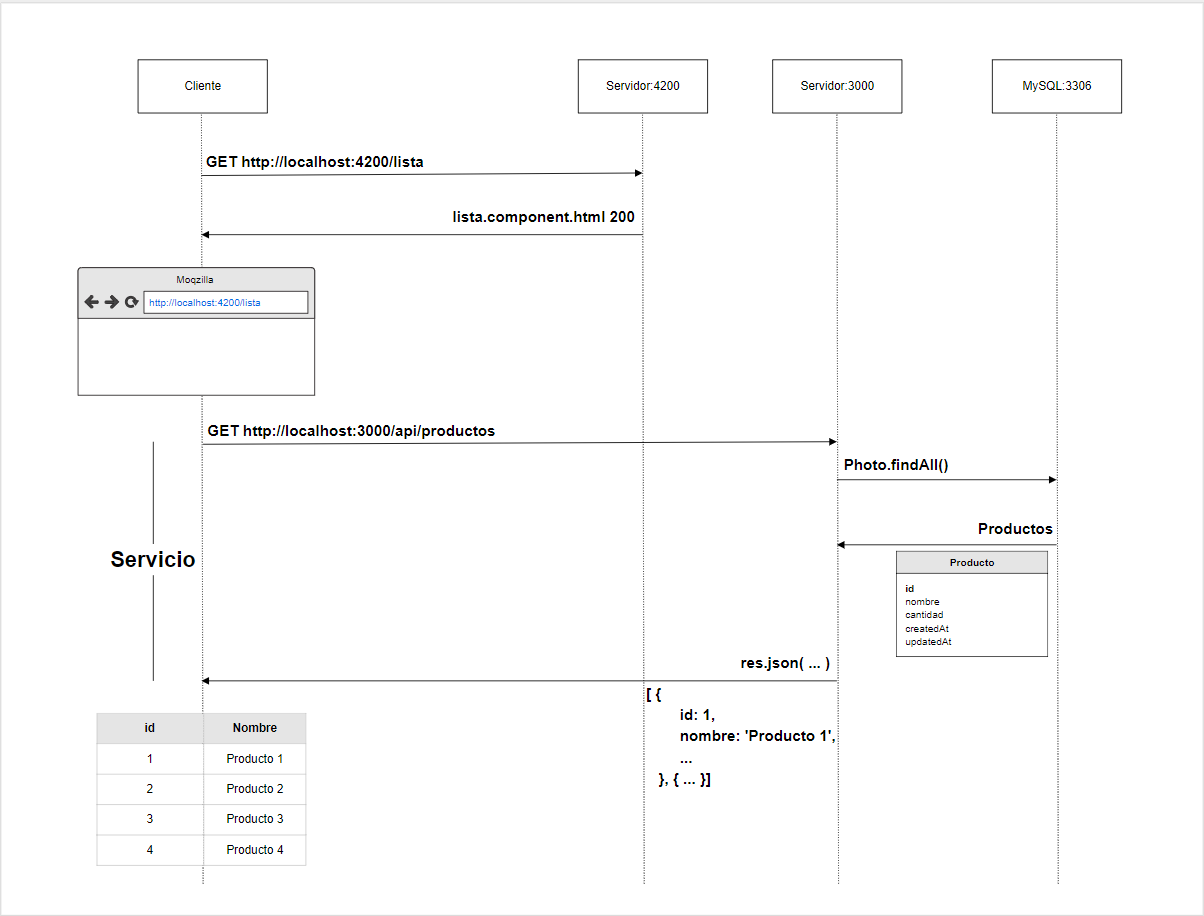 Cliente
Servidor:4200
Servidor:3000
MySQL:3306
GET http://localhost:4200/lista
lista.component.html 200
Moqzilla
http://localhost:4200/lista
GET http://localhost:3000/api/productos
Photo.findAll()
Productos
Servicio
Producto
id
nombre
cantidad
createdAt
updatedAt
res.json( ... )
[ {
id: 1,
nombre: 'Producto 1',
...
}, { ... }]
id Nombre
1 Producto 1
2 Producto 2
3 Producto 3
4 Producto 4